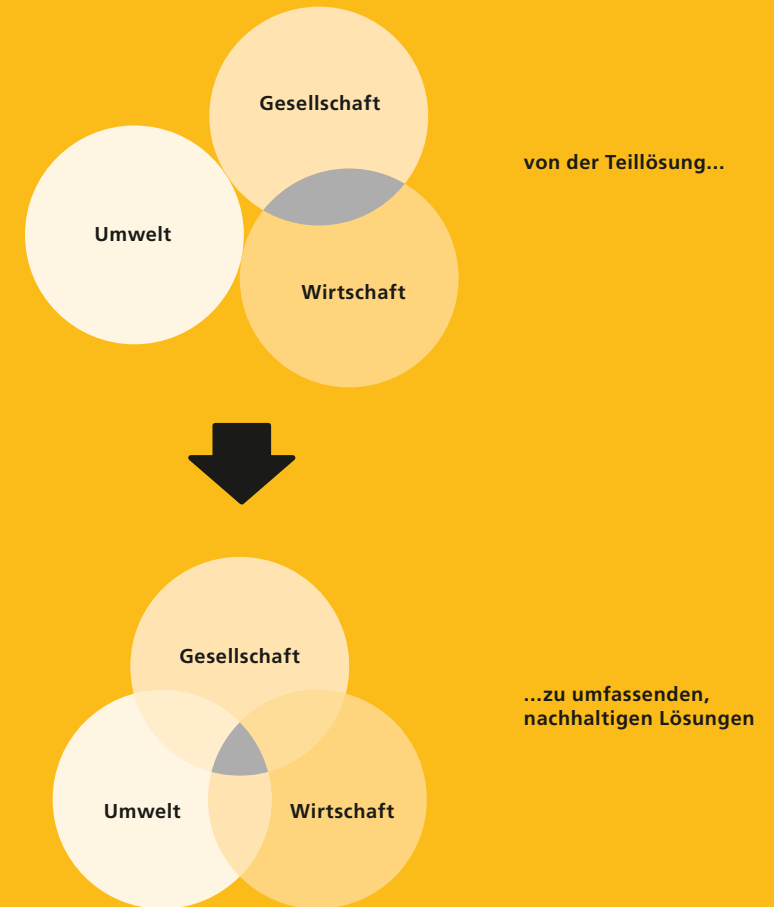 Gesellschaft
von der Teillösung...
Umwelt
Wirtschaft
Gesellschaft
...zu umfassenden,
nachhaltigen Lösungen
Umwelt
Wirtschaft